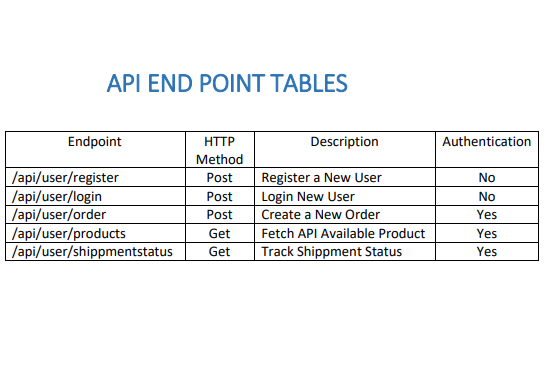 API END POINT TABLES
Endpoint HTTP Method Description Authentication
/api/user/register Post Register a New User No
/api/user/login Post Login New User No
/api/user/order Post Create a New Order Yes
/api/user/products Get Fetch API Available Product Yes
/api/user/shippmentstatus Get Track Shippment Status Yes